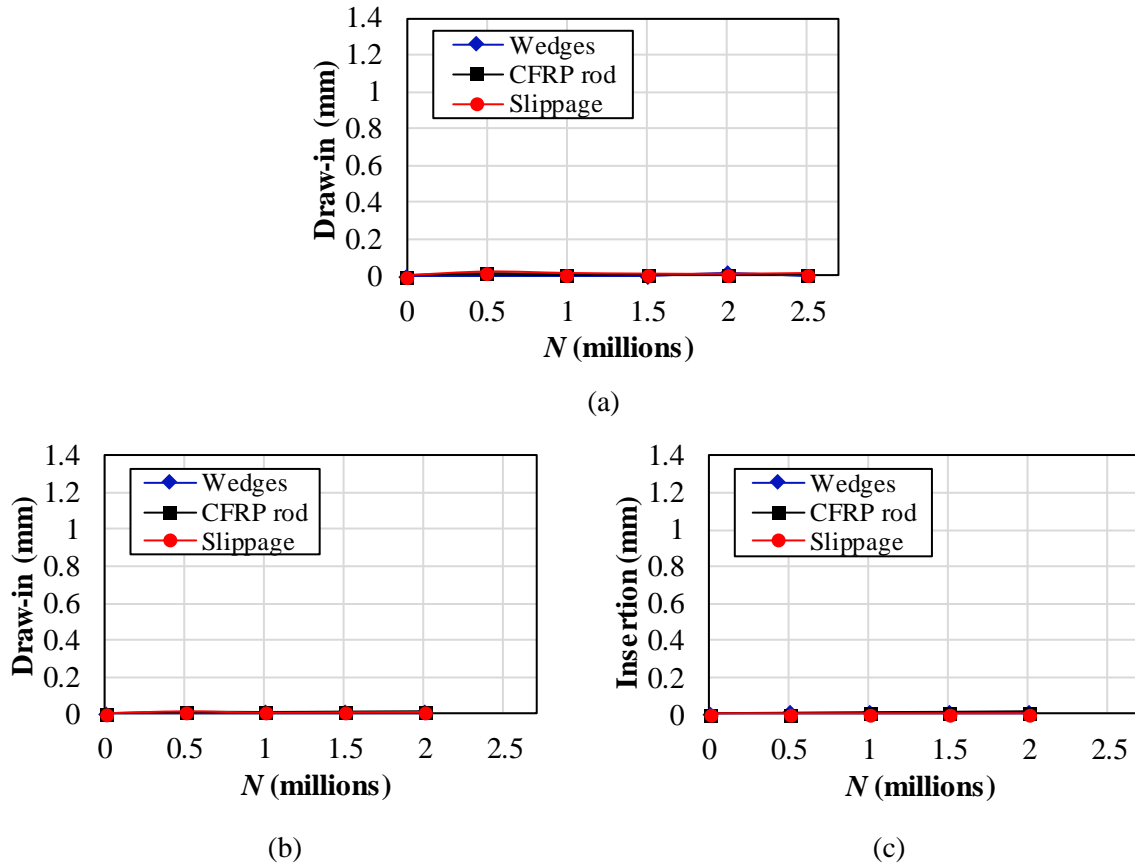 1.4
1.2
1
0.8
0.6
0.4
0.2
0
Draw-in (mm)
Wedges
CFRP rod
Slippage
0 0.5 1 1.5 2 2.5
N (millions)
(a)
1.4
1.2
1
0.8
0.6
0.4
0.2
0
Draw-in (mm)
Wedges
CFRP rod
Slippage
0 0.5 1 1.5 2 2.5
N (millions)
(b)
1.4
1.2
1
0.8
0.6
0.4
0.2
0
Insertion (mm)
Wedges
CFRP rod
Slippage
0 0.5 1 1.5 2 2.5
N (millions)
(c)